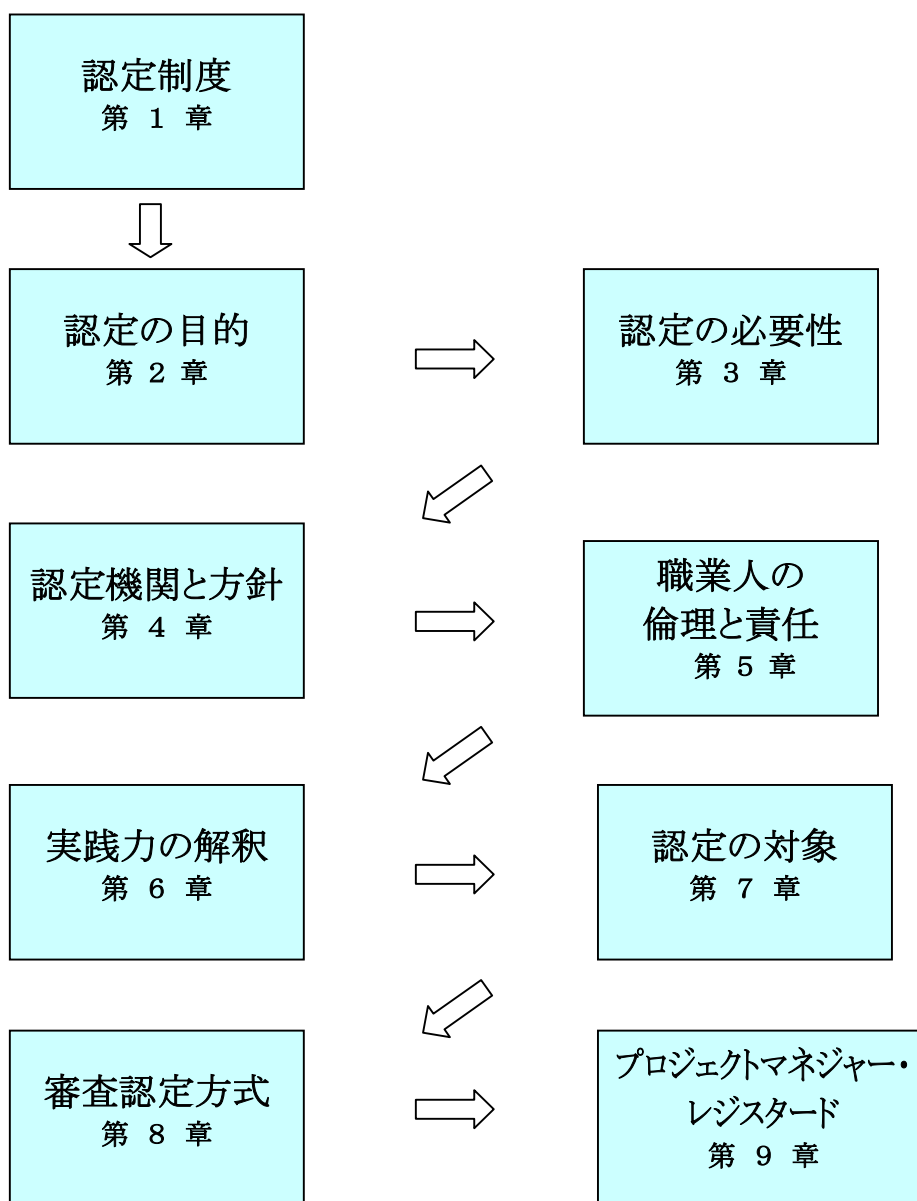 認定制度
第 1 章
認定の目的
第 2 章
認定の必要性
第 3 章
認定機関と方針
第 4 章
職業人の
倫理と責任
第 5 章
実践力の解釈
第 6 章
認定の対象
第 7 章
審査認定方式
第 8 章
プロジェクトマネジャー・
レジスタード
第 9 章